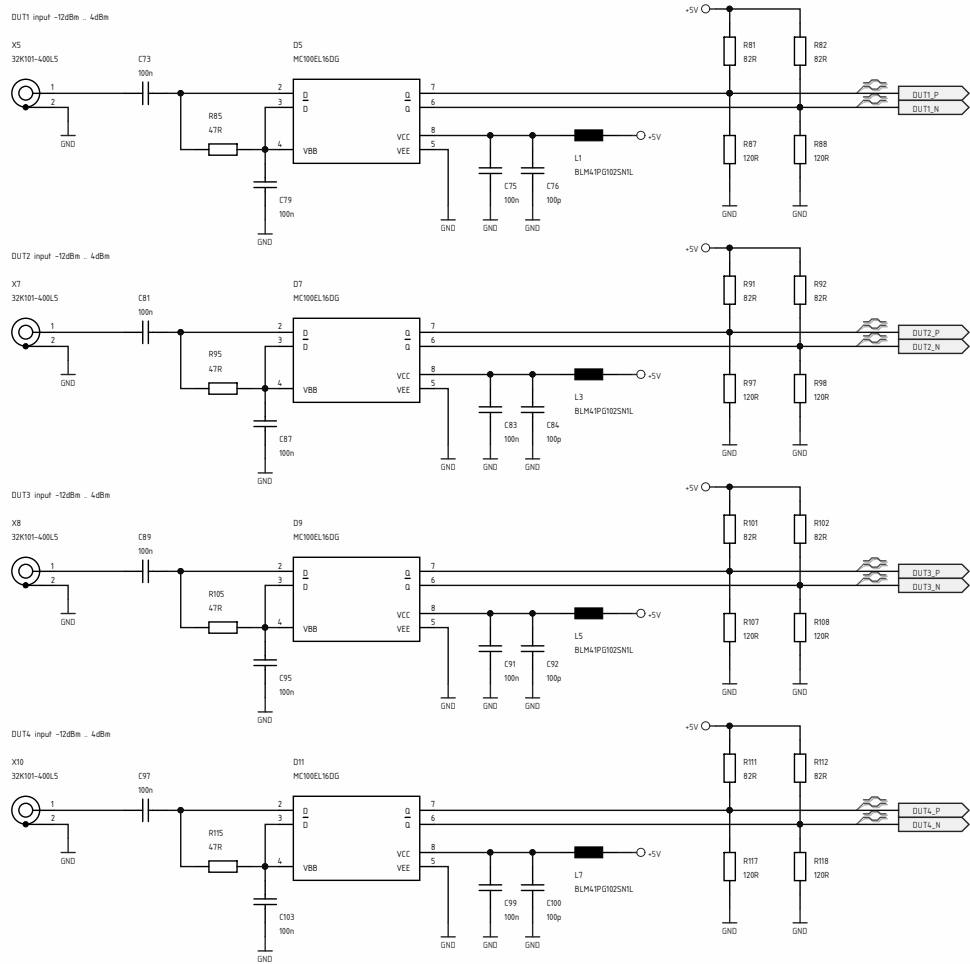 DUT1 input -12dBm .. 4dBm
+5V
R81
82R
R82
82R
X5
32K101-400L5
C73
100n
D5
MC100EL16DG
1
2
2
3
D
D
Q
Q
7
6
DUT1_P
DUT1_N
R85
47R
4
VBB
VCC
VEE
8
5
+5V
L1
BLM41PG102SN1L
R87
120R
R88
120R
GND
C79
100n
C75
100n
C76
100p
GND
GND
GND
GND
GND
GND
DUT2 input -12dBm .. 4dBm
+5V
R91
82R
R92
82R
X7
32K101-400L5
C81
100n
D7
MC100EL16DG
1
2
2
3
D
D
Q
Q
7
6
DUT2_P
DUT2_N
R95
47R
4
VBB
VCC
VEE
8
5
+5V
L3
BLM41PG102SN1L
R97
120R
R98
120R
GND
C87
100n
C83
100n
C84
100p
GND
GND
GND
GND
GND
GND
DUT3 input -12dBm .. 4dBm
+5V
R101
82R
R102
82R
X8
32K101-400L5
C89
100n
D9
MC100EL16DG
1
2
2
3
D
D
Q
Q
7
6
DUT3_P
DUT3_N
R105
47R
4
VBB
VCC
VEE
8
5
+5V
L5
BLM41PG102SN1L
R107
120R
R108
120R
GND
C95
100n
C91
100n
C92
100p
GND
GND
GND
GND
GND
GND
DUT4 input -12dBm .. 4dBm
+5V
R111
82R
R112
82R
X10
32K101-400L5
C97
100n
D11
MC100EL16DG
1
2
2
3
D
D
Q
Q
7
6
DUT4_P
DUT4_N
R115
47R
4
VBB
VCC
VEE
8
5
+5V
L7
BLM41PG102SN1L
R117
120R
R118
120R
GND
C103
100n
C99
100n
C100
100p
GND
GND
GND
GND
GND
GND